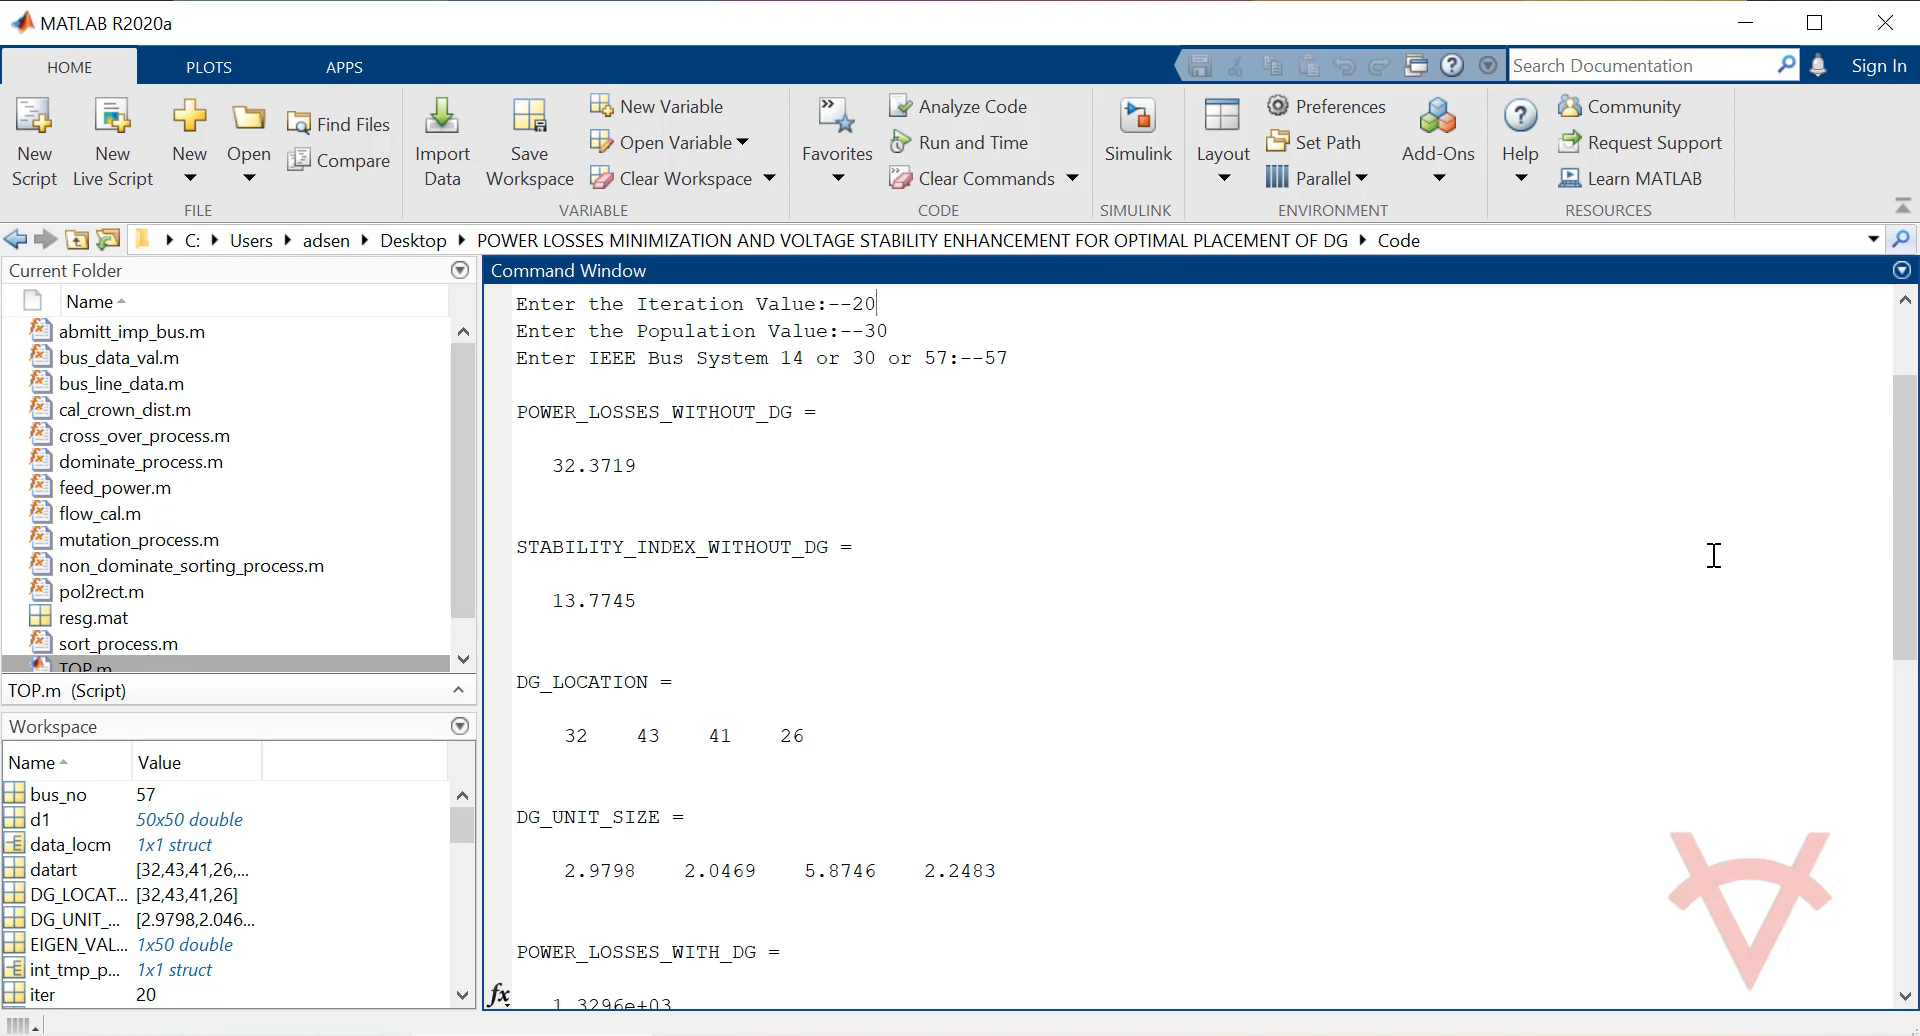 MATLAB R2020a
HOME PLOTS APPS
Search Documentation
Sign In
New Script
New Live Script
New
Open
Find Files
Compare
FILE
Import Data
Save Workspace
New Variable
Open Variable
Clear Workspace
VARIABLE
Favorites
Analyze Code
Run and Time
Clear Commands
CODE
Simulink
SIMULINK
Layout
Preferences
Set Path
Parallel
Add-Ons
ENVIRONMENT
Help
Community
Request Support
Learn MATLAB
RESOURCES
C: Users adsen Desktop POWER LOSSES MINIMIZATION AND VOLTAGE STABILITY ENHANCEMENT FOR OPTIMAL PLACEMENT OF DG Code
Current Folder
Name
abmitt_imp_bus.m
bus_data_val.m
bus_line_data.m
cal_crown_dist.m
cross_over_process.m
dominate_process.m
feed_power.m
flow_cal.m
mutation_process.m
non_dominate_sorting_process.m
pol2rect.m
resg.mat
sort_process.m
TOP.m
TOP.m (Script)
Workspace
Name Value
bus_no 57
d1 50x50 double
data_locm 1x1 struct
datart [32,43,41,26,...
DG_LOCAT... [32,43,41,26]
DG_UNIT_... [2.9798,2.046...
EIGEN_VAL... 1x50 double
int_tmp_p... 1x1 struct
iter 20
Command Window
Enter the Iteration Value:--20
Enter the Population Value:--30
Enter IEEE Bus System 14 or 30 or 57:--57
POWER_LOSSES_WITHOUT_DG =
32.3719
STABILITY_INDEX_WITHOUT_DG =
13.7745
DG_LOCATION =
32 43 41 26
DG_UNIT_SIZE =
2.9798 2.0469 5.8746 2.2483
POWER_LOSSES_WITH_DG =
1.3296e+03
fx